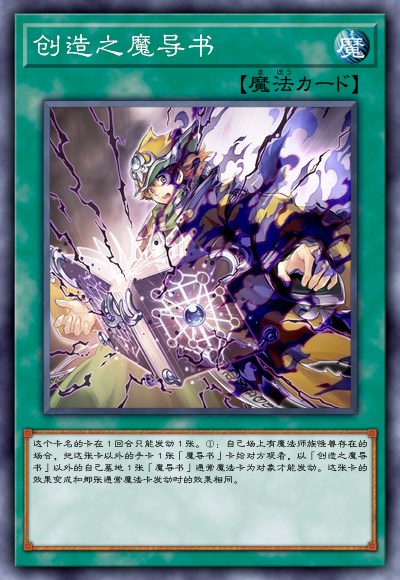 创造之魔导书
魔
【魔法カード】
ま ほう
这个卡名的卡在1回合只能发动1张。①：自己场上有魔法师族怪兽存在的
场合，把这张卡以外的手卡1张「魔导书」卡给对方观看，以「创造之魔导
书」以外的自己墓地1张「魔导书」通常魔法卡为对象才能发动。这张卡的
效果变成和那张通常魔法卡发动时的效果相同。